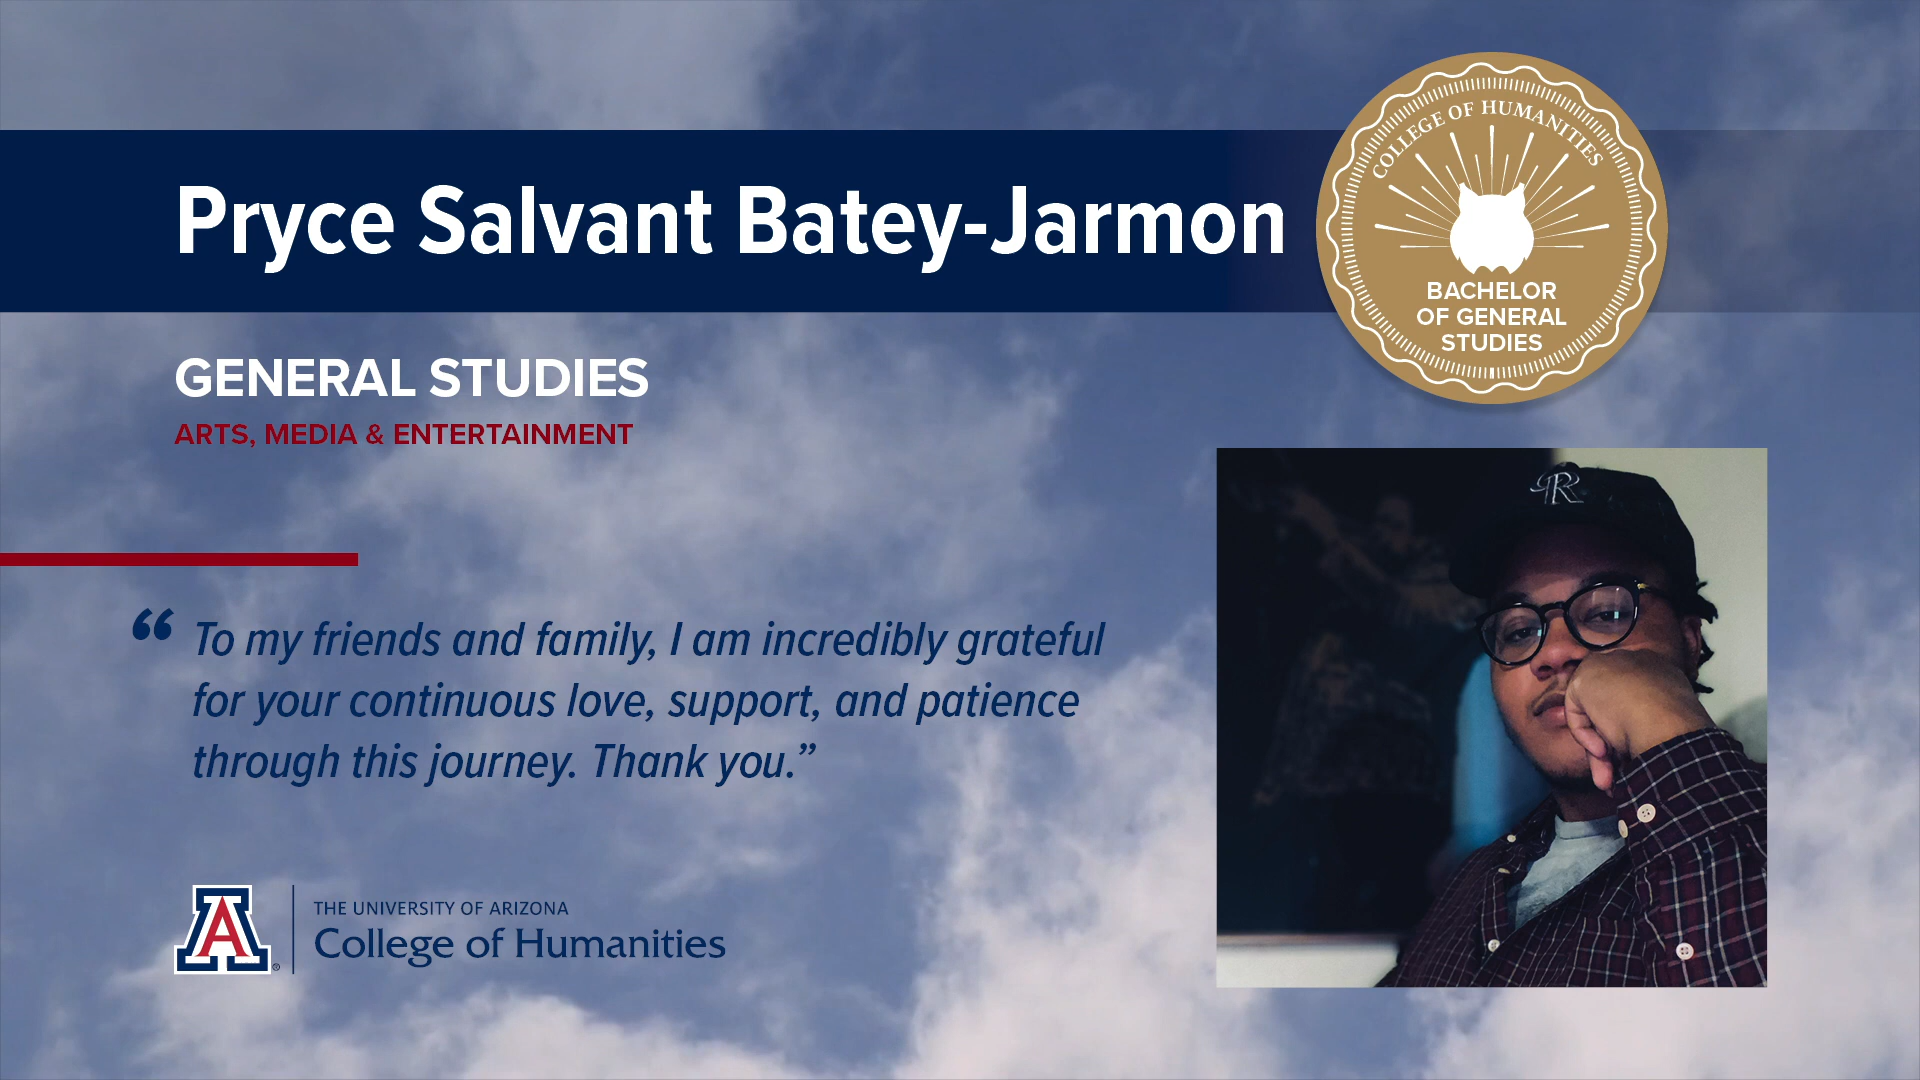 Pryce Salvant Batey-Jarmon
COLLEGE OF HUMANITIES
BACHELOR
OF GENERAL
STUDIES
GENERAL STUDIES
ARTS, MEDIA & ENTERTAINMENT
“To my friends and family, I am incredibly grateful
for your continuous love, support, and patience
through this journey. Thank you.”
A
®
THE UNIVERSITY OF ARIZONA
College of Humanities